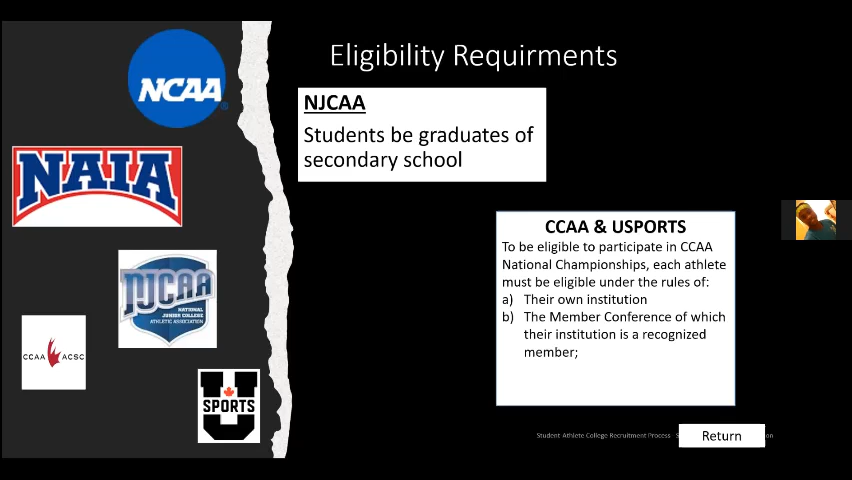 Eligibility Requirments
NCAA
NJCAA
Students be graduates of
secondary school
NAIA
CCAA & USPORTS
To be eligible to participate in CCAA
National Championships, each athlete
must be eligible under the rules of:
a) Their own institution
b) The Member Conference of which
their institution is a recognized
member;
NJCAA
NATIONAL
JUNIOR COLLEGE
ATHLETIC ASSOCIATION
CCAA ACSC
U
SPORTS
Student Athlete College Recruitment Process
Return